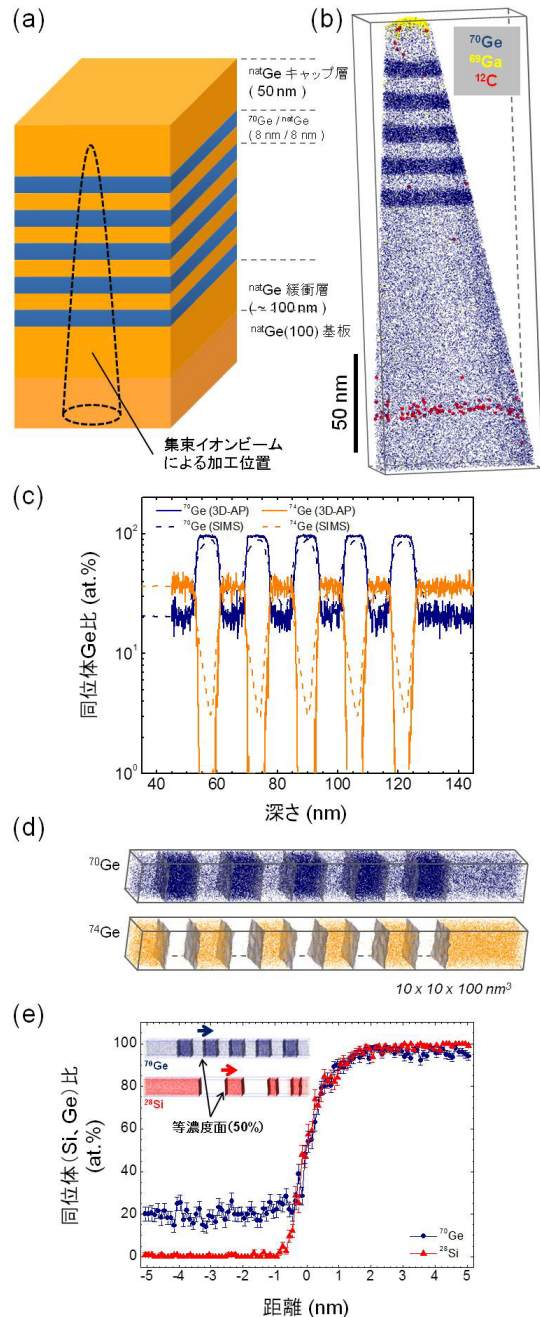 (a)
natGe キャップ層
( 50 nm )
70Ge / natGe
( 8 nm / 8 nm )
natGe 緩衝層
(~ 100 nm )
natGe(100) 基板
集束イオンビーム
による加工位置
(b)
70Ge
69Ga
12C
50 nm
(c)
70Ge (3D-AP)
74Ge (3D-AP)
70Ge (SIMS)
74Ge (SIMS)
同位体Ge比 (at.%)
10^2
10^1
10^0
40 60 80 100 120 140
深さ (nm)
(d)
70Ge
74Ge
10 x 10 x 100 nm3
(e)
同位体(Si、Ge)比
(at.%)
100
80
60
40
20
0
70Ge
28Si
等濃度面(50%)
70Ge
28Si
-5 -4 -3 -2 -1 0 1 2 3 4 5
距離 (nm)